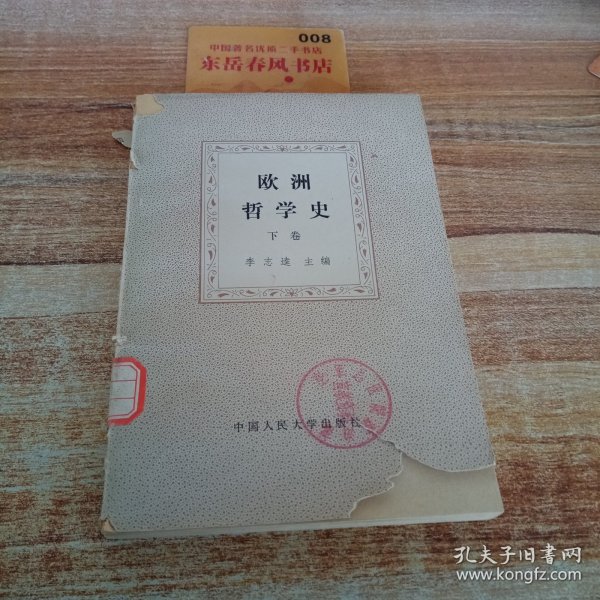 008
中国著名优质二手书店
东岳春风书店
欧洲
哲学史
下卷
李志逵 主编
中国人民大学出版社
孔夫子旧书网
www.kongfz.com